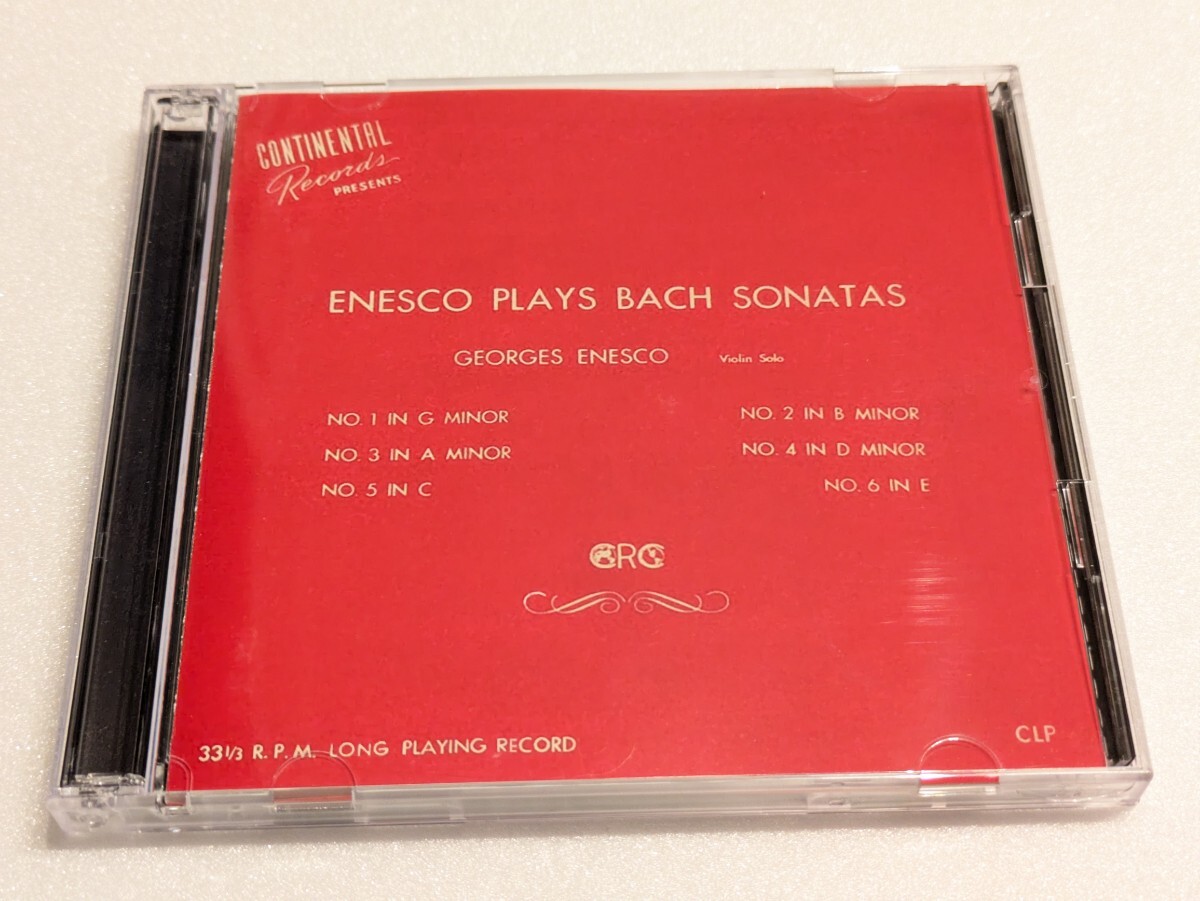 CONTINENTAL
Records
PRESENTS
ENESCO PLAYS BACH SONATAS
GEORGES ENESCO Violin Solo
NO. 1 IN G MINOR NO. 2 IN B MINOR
NO. 3 IN A MINOR NO. 4 IN D MINOR
NO. 5 IN C NO. 6 IN E
CRC
33 1/3 R. P. M. LONG PLAYING RECORD CLP